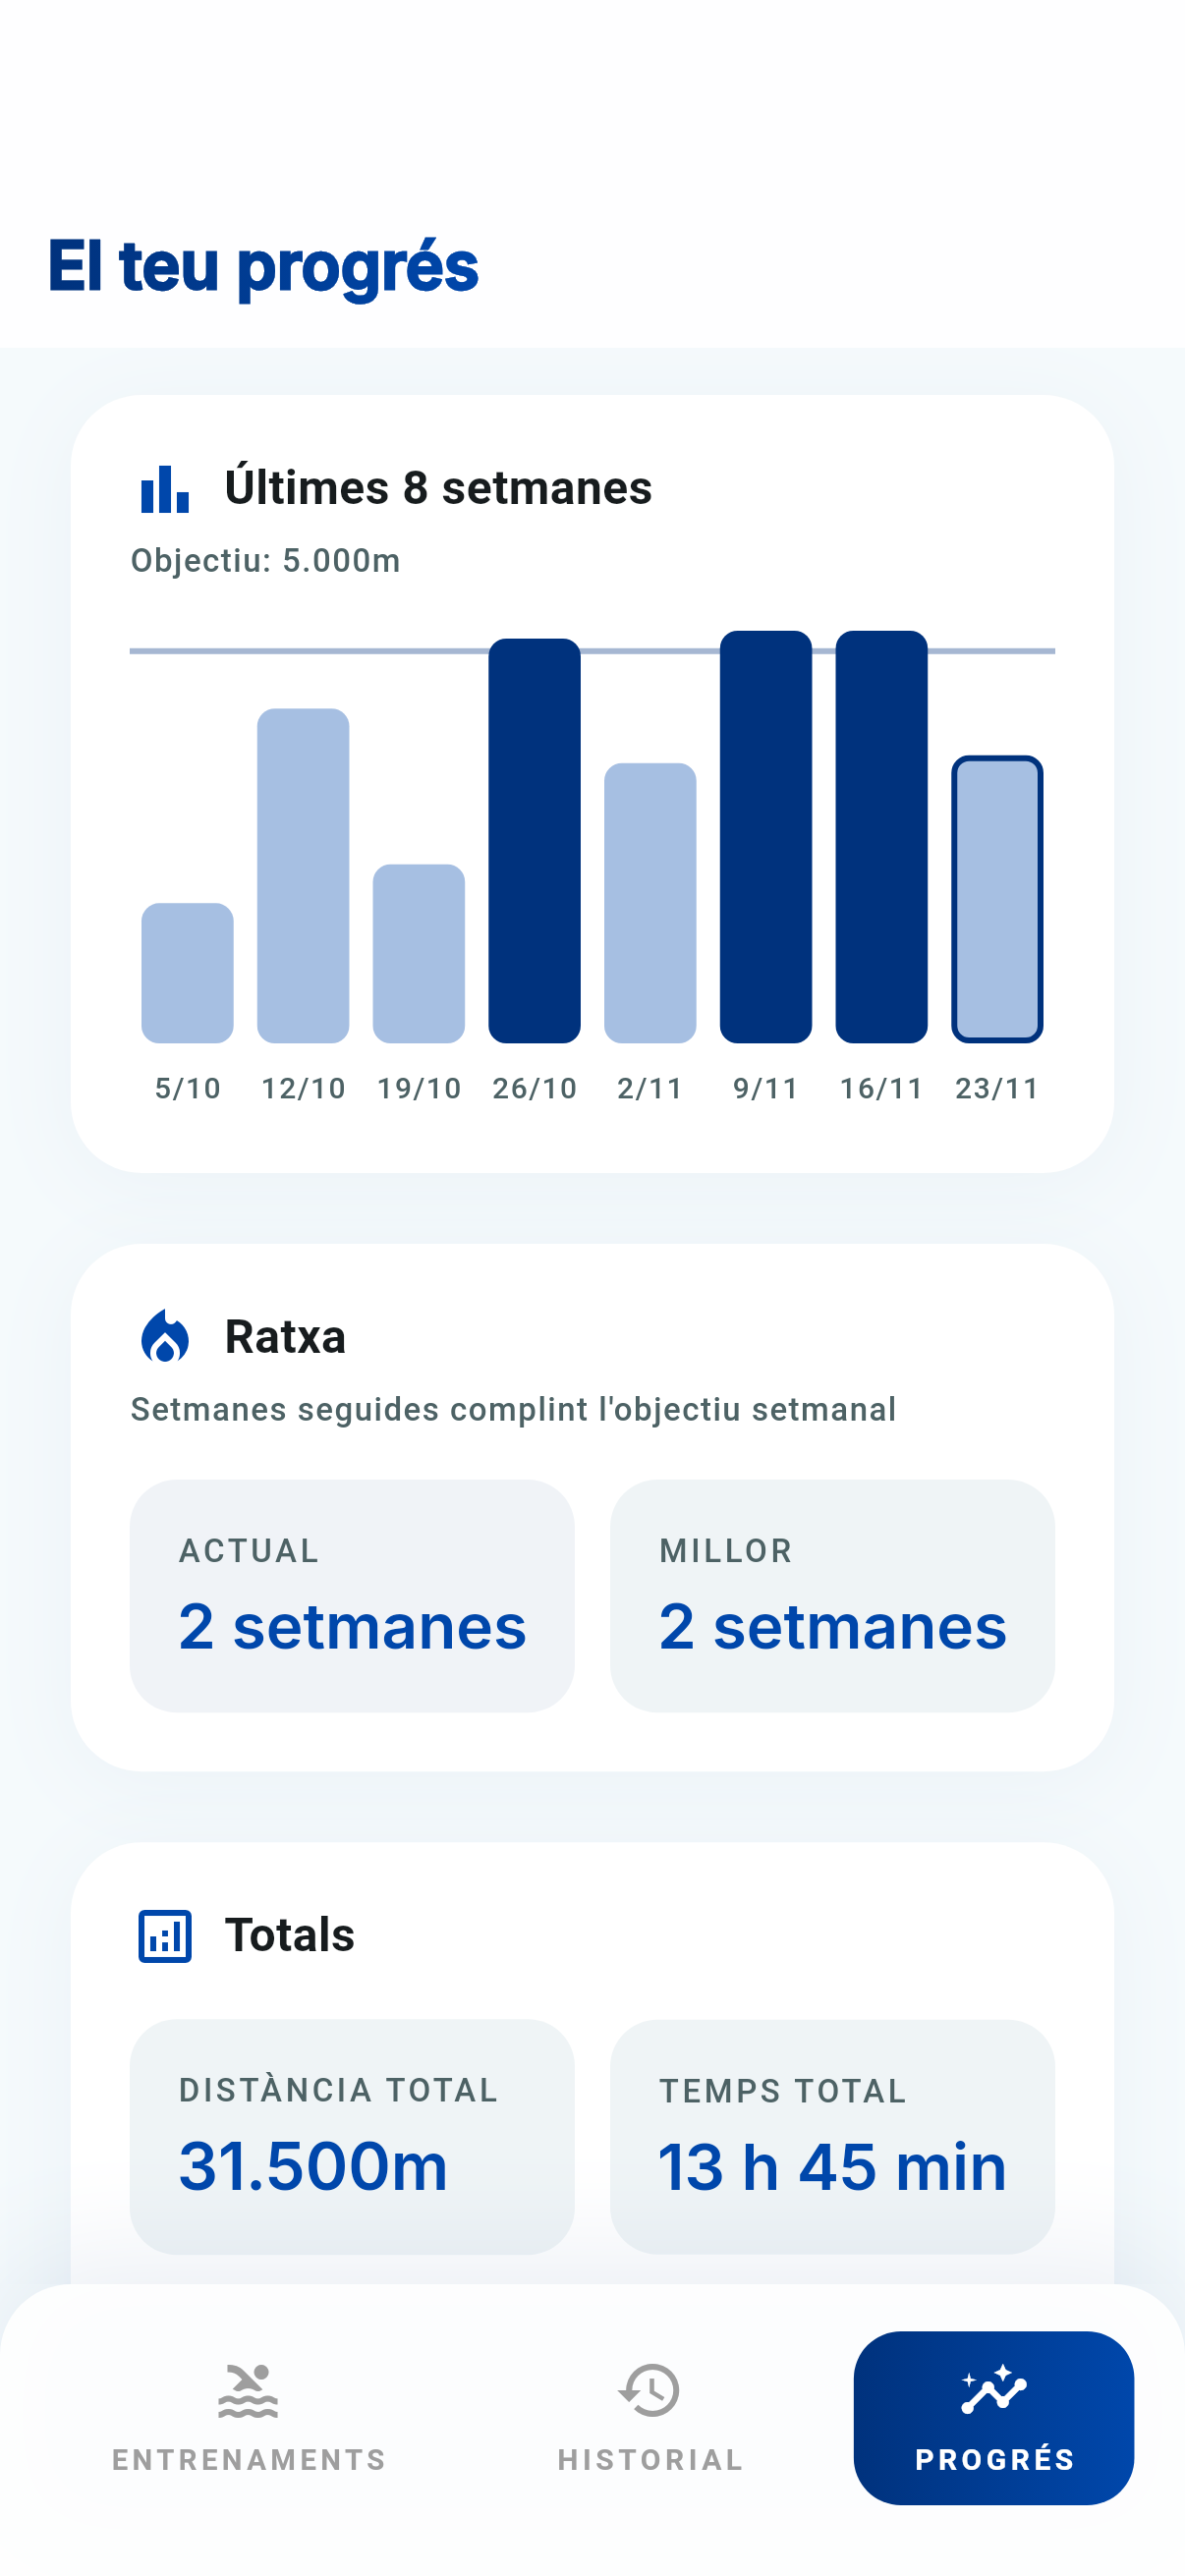 El teu progrés
Últimes 8 setmanes
Objectiu: 5.000m
5/10 12/10 19/10 26/10 2/11 9/11 16/11 23/11
Ratxa
Setmanes seguides complint l'objectiu setmanal
ACTUAL MILLOR
2 setmanes 2 setmanes
Totals
DISTÀNCIA TOTAL TEMPS TOTAL
31.500m 13 h 45 min
ENTRENAMENTS HISTORIAL PROGRÉS